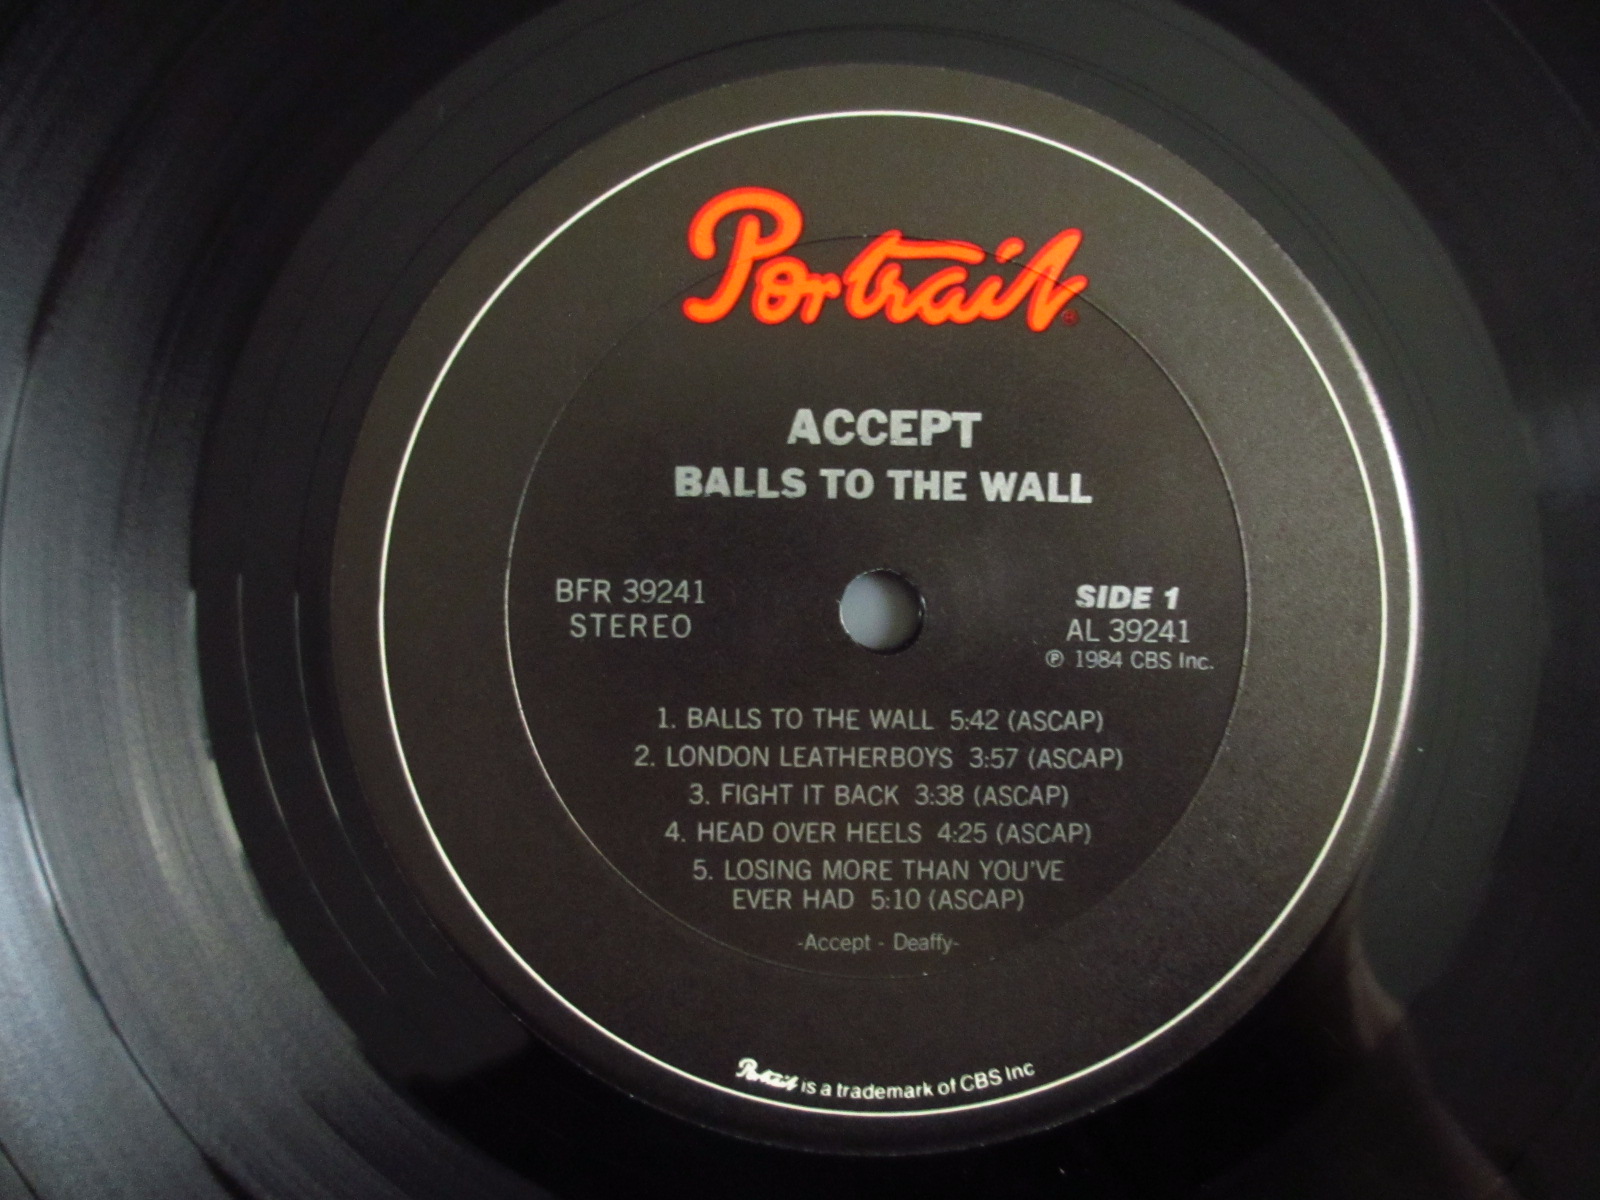 Portrait®
ACCEPT
BALLS TO THE WALL
BFR 39241
STEREO
SIDE 1
AL 39241
℗ 1984 CBS Inc.
1. BALLS TO THE WALL 5:42 (ASCAP)
2. LONDON LEATHERBOYS 3:57 (ASCAP)
3. FIGHT IT BACK 3:38 (ASCAP)
4. HEAD OVER HEELS 4:25 (ASCAP)
5. LOSING MORE THAN YOU'VE
EVER HAD 5:10 (ASCAP)
-Accept - Deaffy-
Portrait is a trademark of CBS Inc